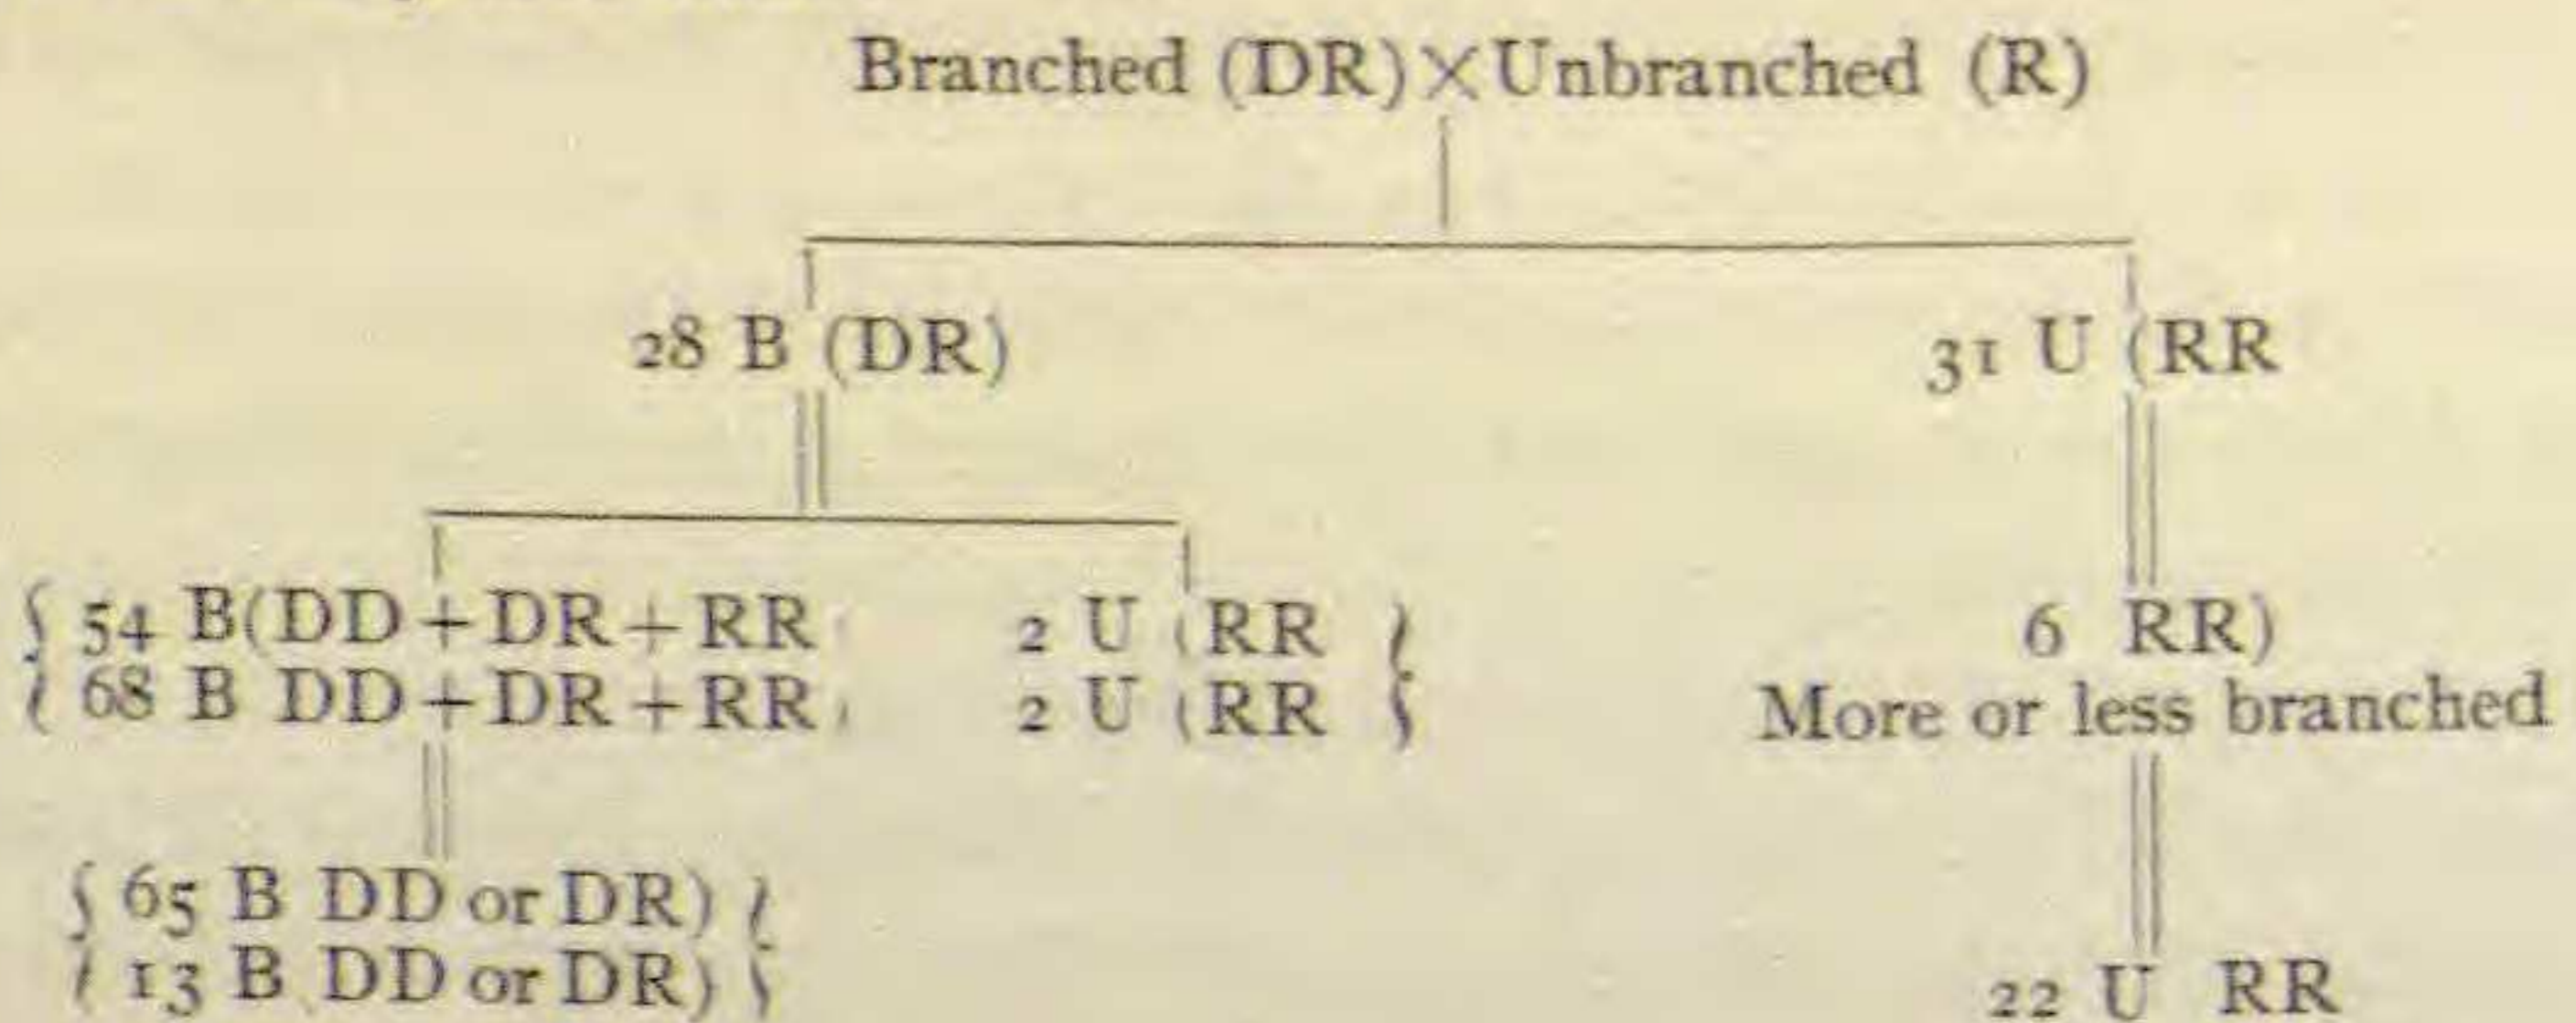 Branched (DR)×Unbranched (R)
28 B (DR) 31 U (RR
{ 54 B(DD+DR+RR 2 U (RR } 6 RR)
{ 68 B DD+DR+RR) 2 U (RR } More or less branched
{ 65 B DD or DR) }
{ 13 B DD or DR) } 22 U RR